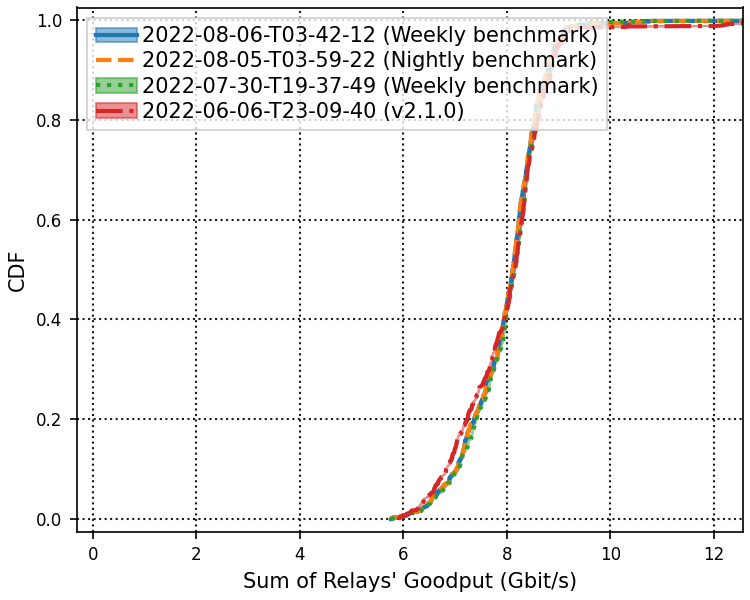 2022-08-06-T03-42-12 (Weekly benchmark)
2022-08-05-T03-59-22 (Nightly benchmark)
2022-07-30-T19-37-49 (Weekly benchmark)
2022-06-06-T23-09-40 (v2.1.0)
1.0
0.8
0.6
0.4
0.2
0.0
CDF
0 2 4 6 8 10 12
Sum of Relays' Goodput (Gbit/s)